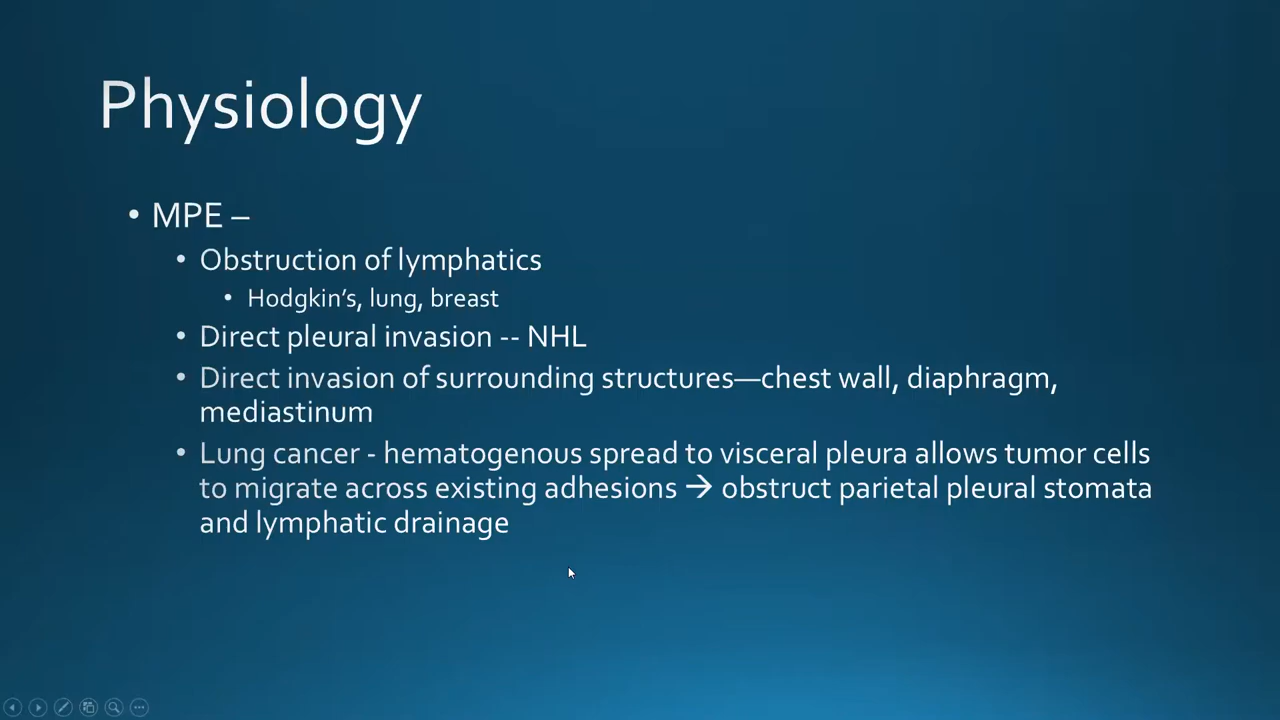 Physiology
• MPE –
• Obstruction of lymphatics
• Hodgkin’s, lung, breast
• Direct pleural invasion -- NHL
• Direct invasion of surrounding structures—chest wall, diaphragm,
mediastinum
• Lung cancer - hematogenous spread to visceral pleura allows tumor cells
to migrate across existing adhesions → obstruct parietal pleural stomata
and lymphatic drainage